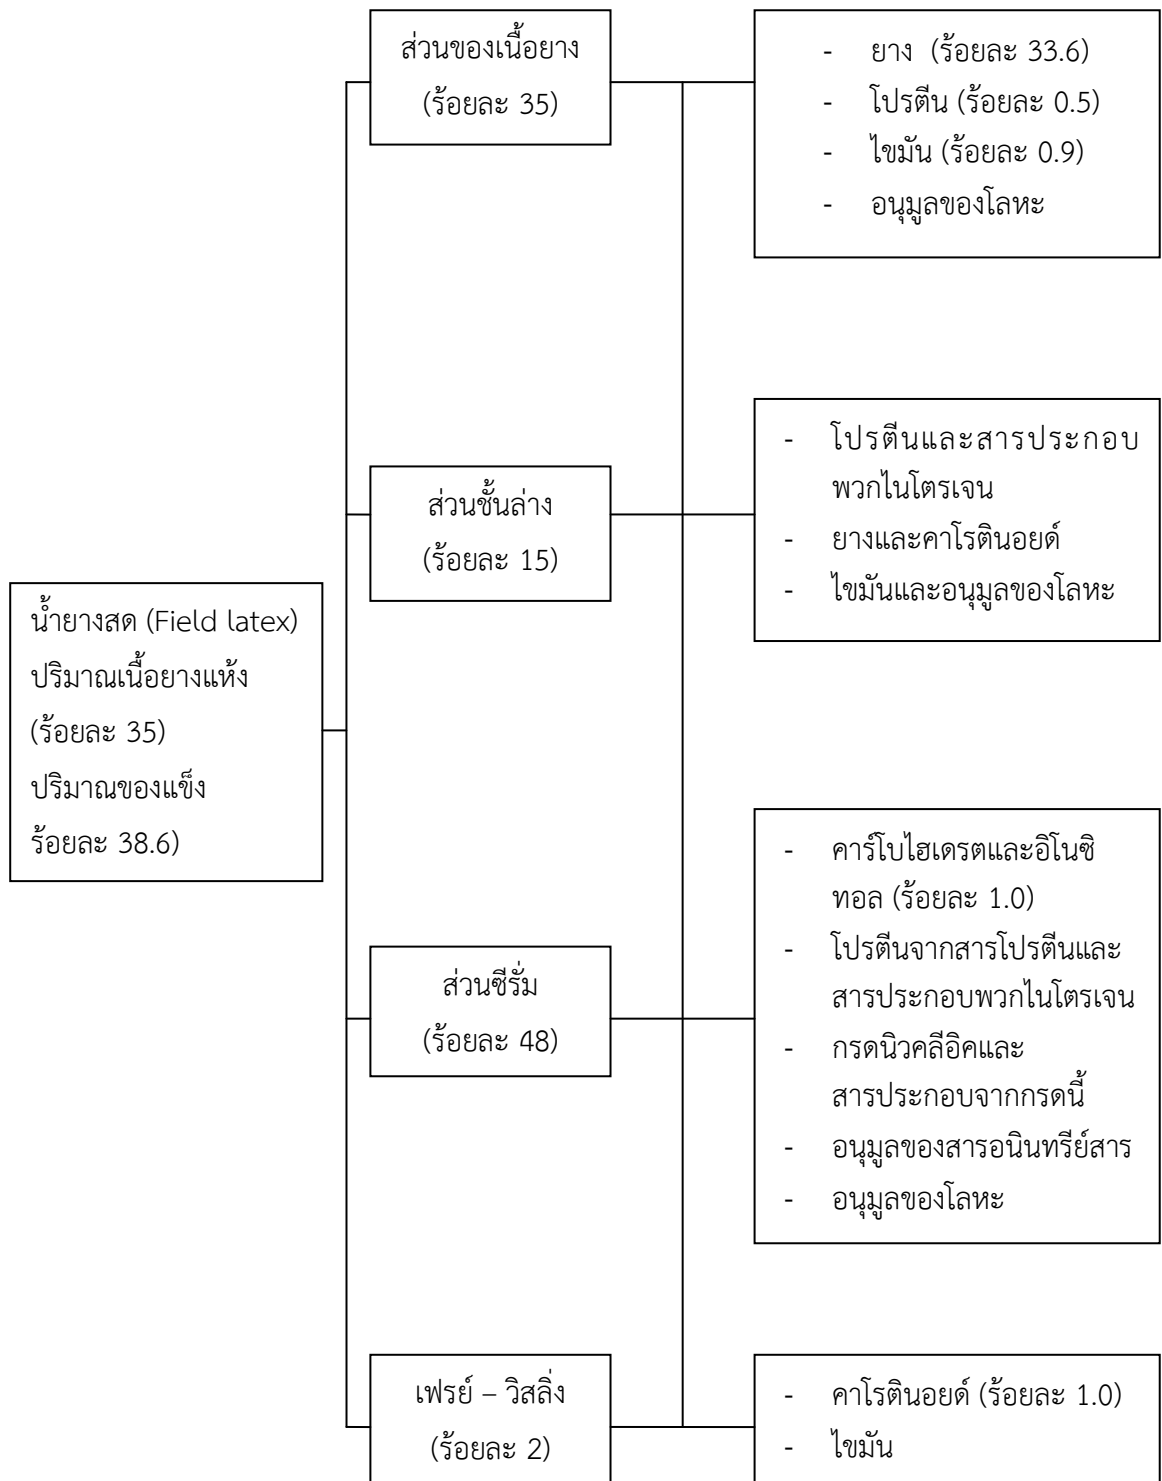 น้ำยางสด (Field latex)
ปริมาณเนื้อยางแห้ง
(ร้อยละ 35)
ปริมาณของแข็ง
ร้อยละ 38.6)
ส่วนของเนื้อยาง
(ร้อยละ 35)
- ยาง (ร้อยละ 33.6)
- โปรตีน (ร้อยละ 0.5)
- ไขมัน (ร้อยละ 0.9)
- อนุมูลของโลหะ
ส่วนชั้นล่าง
(ร้อยละ 15)
- โปรตีนและสารประกอบ
พวกไนโตรเจน
- ยางและคาโรตินอยด์
- ไขมันและอนุมูลของโลหะ
ส่วนซีรั่ม
(ร้อยละ 48)
- คาร์โบไฮเดรตและอิโนซิ
ทอล (ร้อยละ 1.0)
- โปรตีนจากสารโปรตีนและ
สารประกอบพวกไนโตรเจน
- กรดนิวคลีอิคและ
สารประกอบจากกรดนี้
- อนุมูลของสารอนินทรีย์สาร
- อนุมูลของโลหะ
เฟรย์ – วิสลิ่ง
(ร้อยละ 2)
- คาโรตินอยด์ (ร้อยละ 1.0)
- ไขมัน